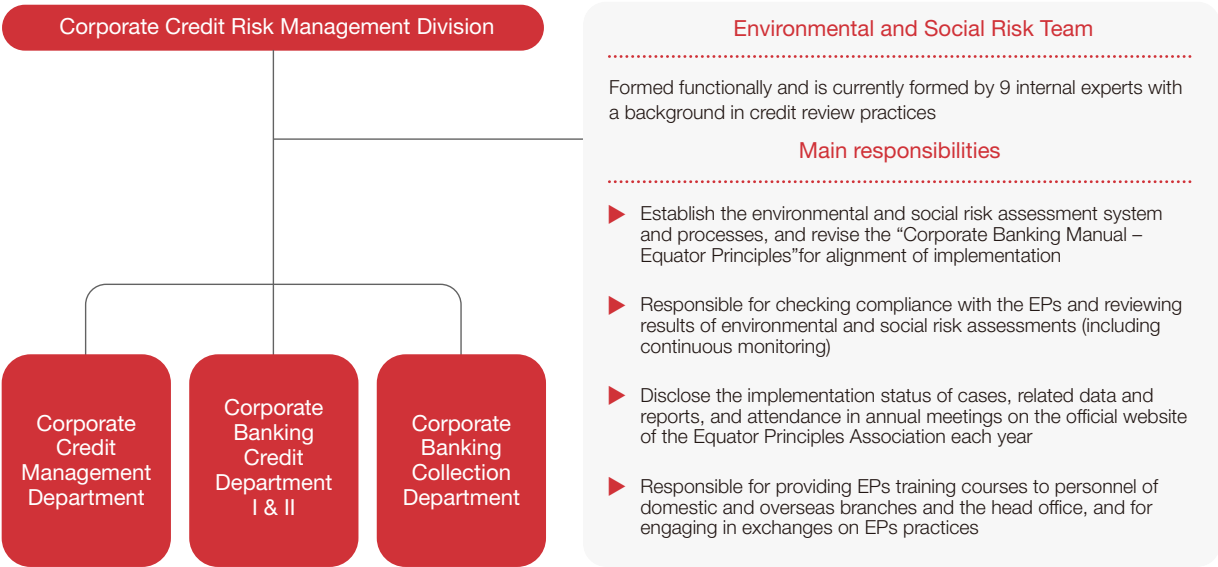 Corporate Credit Risk Management Division
Corporate
Credit
Management
Department
Corporate
Banking
Credit
Department
I & II
Corporate
Banking
Collection
Department
Environmental and Social Risk Team
Formed functionally and is currently formed by 9 internal experts with
a background in credit review practices
Main responsibilities
Establish the environmental and social risk assessment system
and processes, and revise the “Corporate Banking Manual –
Equator Principles”for alignment of implementation
Responsible for checking compliance with the EPs and reviewing
results of environmental and social risk assessments (including
continuous monitoring)
Disclose the implementation status of cases, related data and
reports, and attendance in annual meetings on the official website
of the Equator Principles Association each year
Responsible for providing EPs training courses to personnel of
domestic and overseas branches and the head office, and for
engaging in exchanges on EPs practices